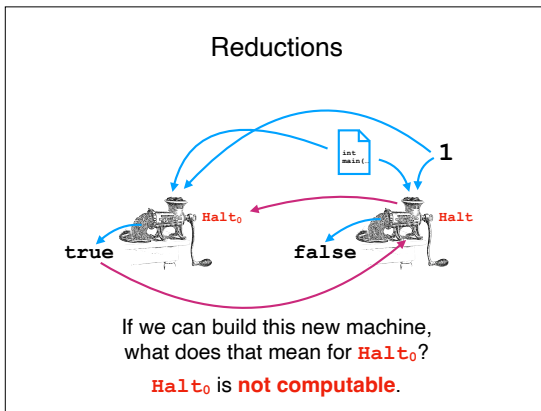 Reductions
int
main(…
1
Halt₀
Halt
true
false
If we can build this new machine,
what does that mean for Halt₀?
Halt₀ is not computable.